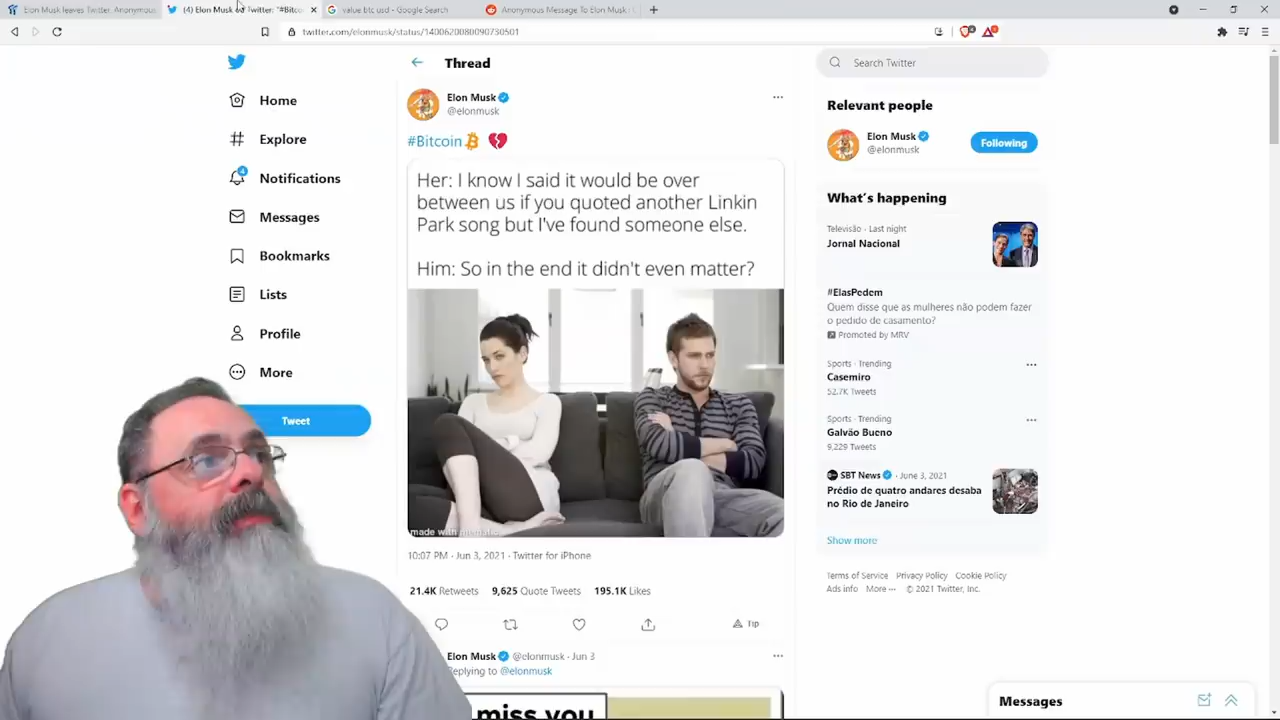 Elon Musk leaves Twitter, Anonymous
(4) Elon Musk on Twitter: "#Bitco
value btc usd - Google Search
Anonymous Message To Elon Musk
twitter.com/elonmusk/status/1400620080090730501
Thread
Search Twitter
Home
Explore
4
Notifications
Messages
Bookmarks
Lists
Profile
More
Tweet
Elon Musk
@elonmusk
#Bitcoin
Her: I know I said it would be over
between us if you quoted another Linkin
Park song but I've found someone else.
Him: So in the end it didn't even matter?
made with mematic
10:07 PM · Jun 3, 2021 · Twitter for iPhone
21.4K Retweets 9,625 Quote Tweets 195.1K Likes
Tip
Elon Musk @elonmusk · Jun 3
Replying to @elonmusk
miss you
Relevant people
Elon Musk
@elonmusk
Following
What's happening
Televisão · Last night
Jornal Nacional
#ElasPedem
Quem disse que as mulheres não podem fazer
o pedido de casamento?
Promoted by MRV
Sports · Trending
Casemiro
52.7K Tweets
Sports · Trending
Galvão Bueno
9,229 Tweets
SBT News · June 3, 2021
Prédio de quatro andares desaba
no Rio de Janeiro
Show more
Terms of Service Privacy Policy Cookie Policy
Ads info More ··· © 2021 Twitter, Inc.
Messages